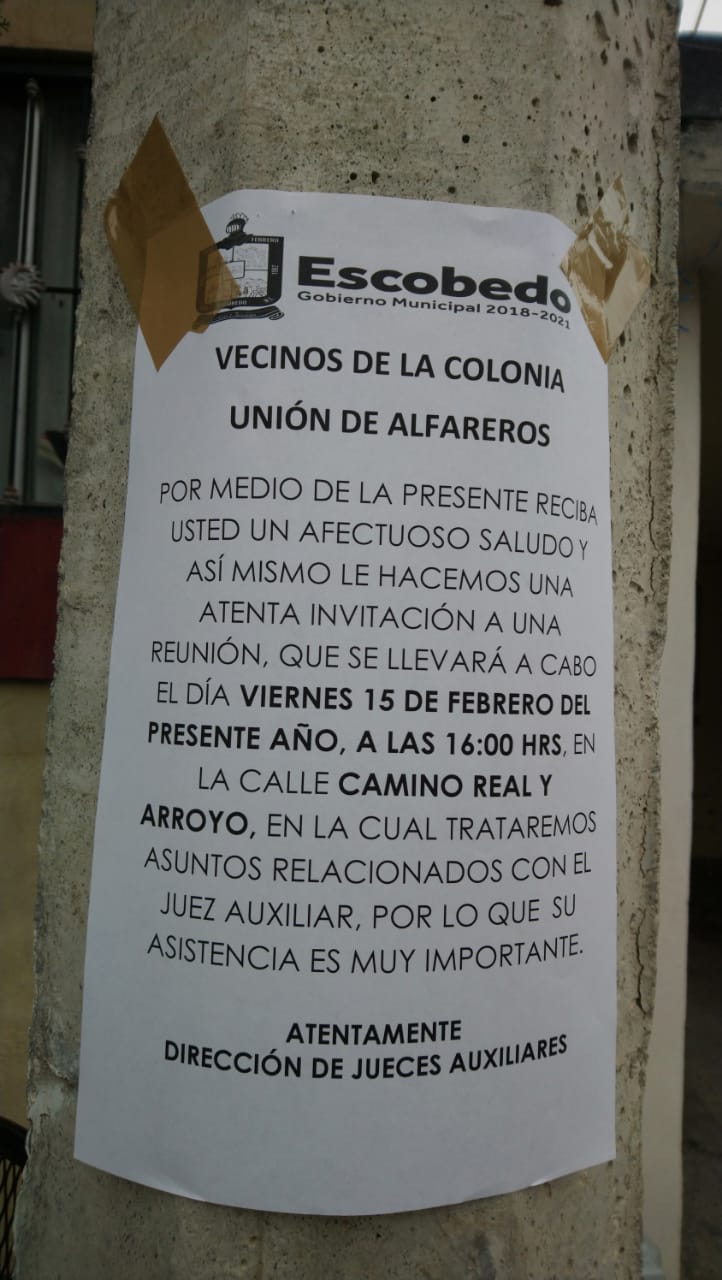 FEBRERO
ESCOBEDO
Escobedo
Gobierno Municipal 2018-2021
VECINOS DE LA COLONIA
UNIÓN DE ALFAREROS
POR MEDIO DE LA PRESENTE RECIBA
USTED UN AFECTUOSO SALUDO Y
ASÍ MISMO LE HACEMOS UNA
ATENTA INVITACIÓN A UNA
REUNIÓN, QUE SE LLEVARÁ A CABO
EL DÍA VIERNES 15 DE FEBRERO DEL
PRESENTE AÑO, A LAS 16:00 HRS, EN
LA CALLE CAMINO REAL Y
ARROYO, EN LA CUAL TRATAREMOS
ASUNTOS RELACIONADOS CON EL
JUEZ AUXILIAR, POR LO QUE SU
ASISTENCIA ES MUY IMPORTANTE.
ATENTAMENTE
DIRECCIÓN DE JUECES AUXILIARES